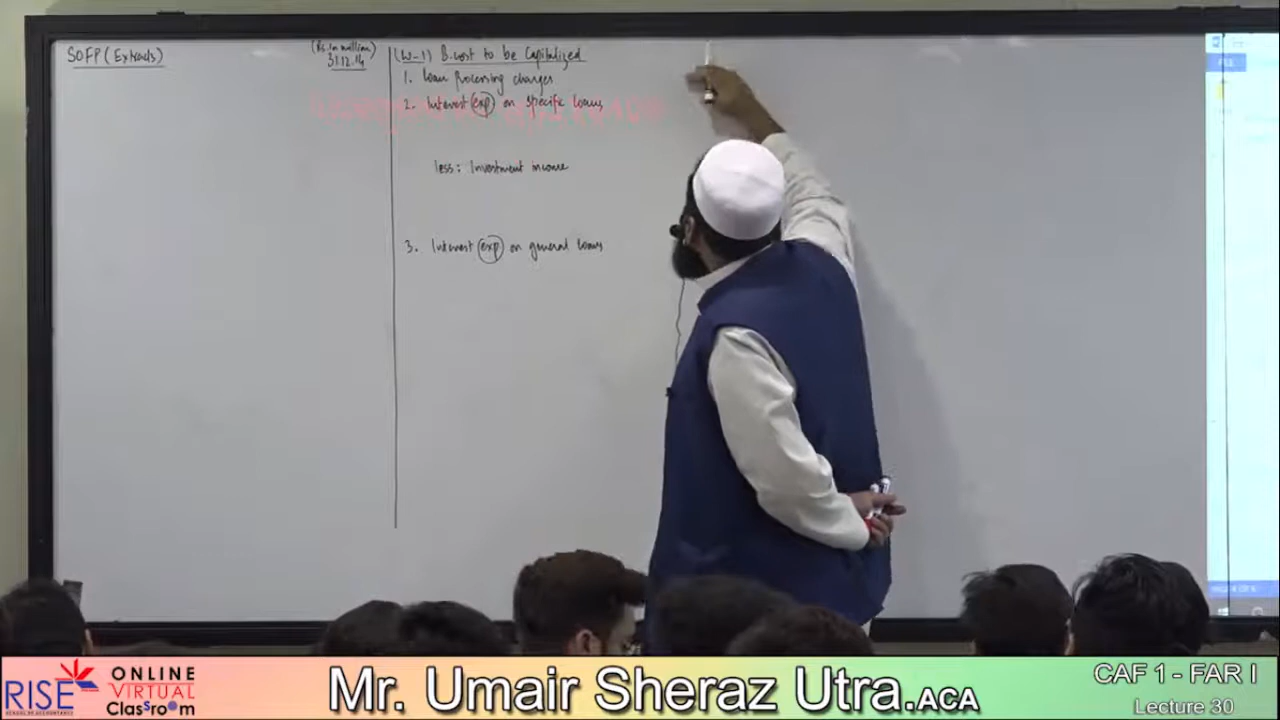 SOFP (Extracts)
(Rs. in million)
31.12.14
(W-1) B. cost to be Capitalized
1. Loan processing charges
2. Interest exp on specific loans
less: Investment income
3. Interest exp on general loans
FILE
RISE
ONLINE
VIRTUAL
ClassrOOm
Mr. Umair Sheraz Utra.ACA
CAF 1 - FAR I
Lecture 30